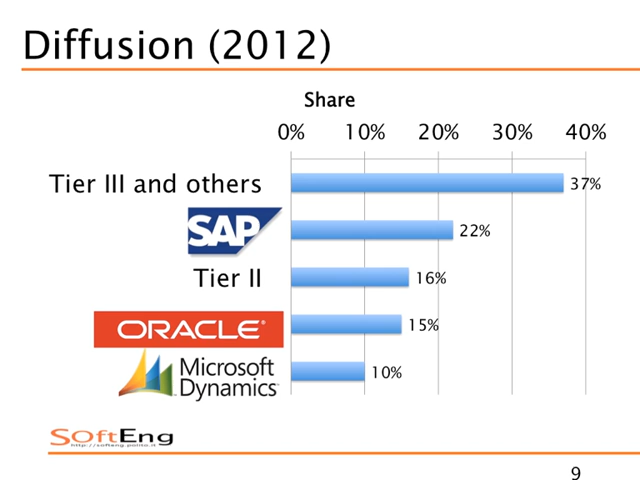 Diffusion (2012)
Share
0% 10% 20% 30% 40%
Tier III and others 37%
SAP 22%
Tier II 16%
ORACLE® 15%
Microsoft
Dynamics 10%
SOftEng
http://softeng.polito.it
9